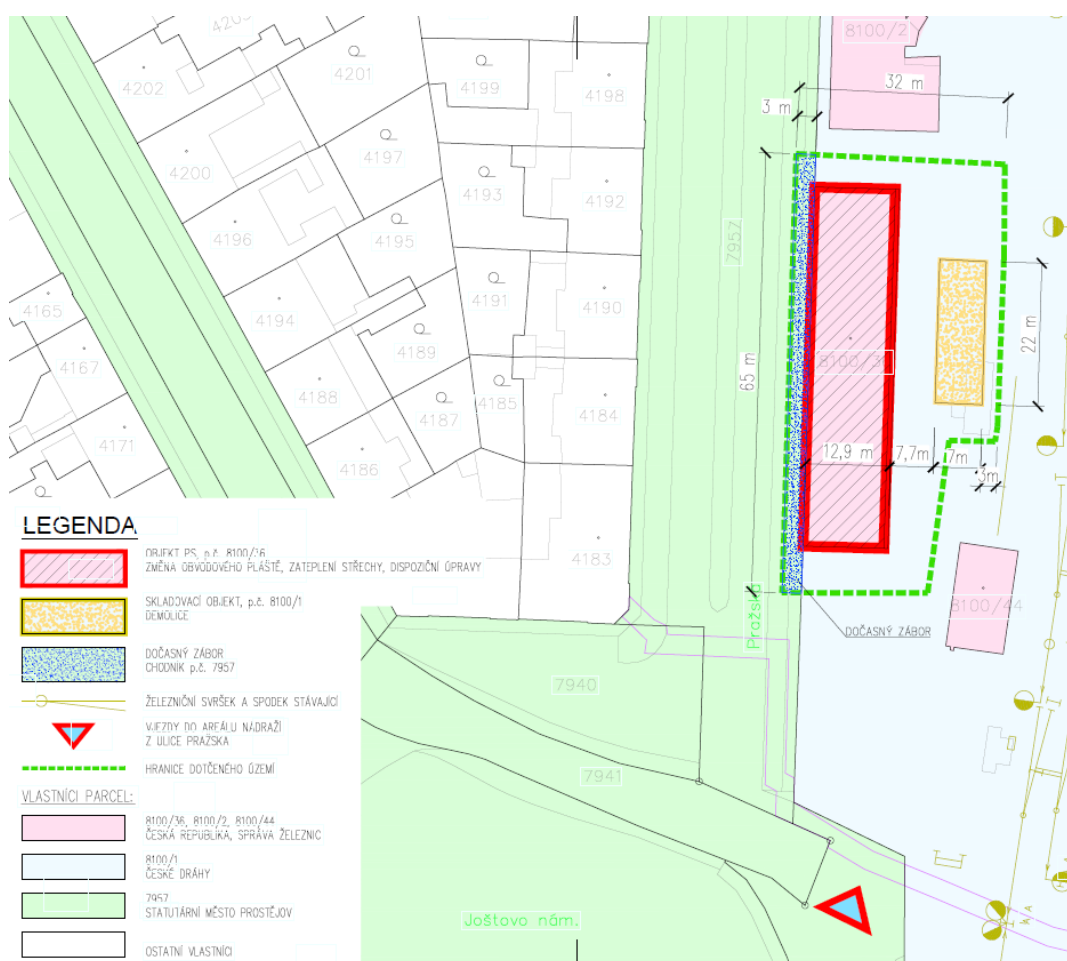 4203
4202
4201
4199
4198
8100/2
32 m
3 m
4200
4197
4193
4192
4196
4195
7957
4165
4194
4191
4190
4167
4189
8100/3
22 m
4188
4187
4185
4184
65 m
4171
4186
12,9 m
7,7m
7m
3m
4183
Pražská
8100/44
DOČASNÝ ZÁBOR
7940
7941
Joštovo nám.
A
LEGENDA
OBJEKT PS, p.č. 8100/36
ZMĚNA OBVODOVÉHO PLÁŠTĚ, ZATEPLENÍ STŘECHY, DISPOZIČNÍ ÚPRAVY
SKLADOVACÍ OBJEKT, p.č. 8100/1
DEMOLICE
DOČASNÝ ZÁBOR
CHODNÍK p.č. 7957
ŽELEZNIČNÍ SVRŠEK A SPODEK STÁVAJÍCÍ
VJEZDY DO AREÁLU NÁDRAŽÍ
Z ULICE PRAŽSKÁ
HRANICE DOTČENÉHO ÚZEMÍ
VLASTNÍCI PARCEL:
8100/36, 8100/2, 8100/44
ČESKÁ REPUBLIKA, SPRÁVA ŽELEZNIC
8100/1
ČESKÉ DRÁHY
7957
STATUTÁRNÍ MĚSTO PROSTĚJOV
OSTATNÍ VLASTNÍCI